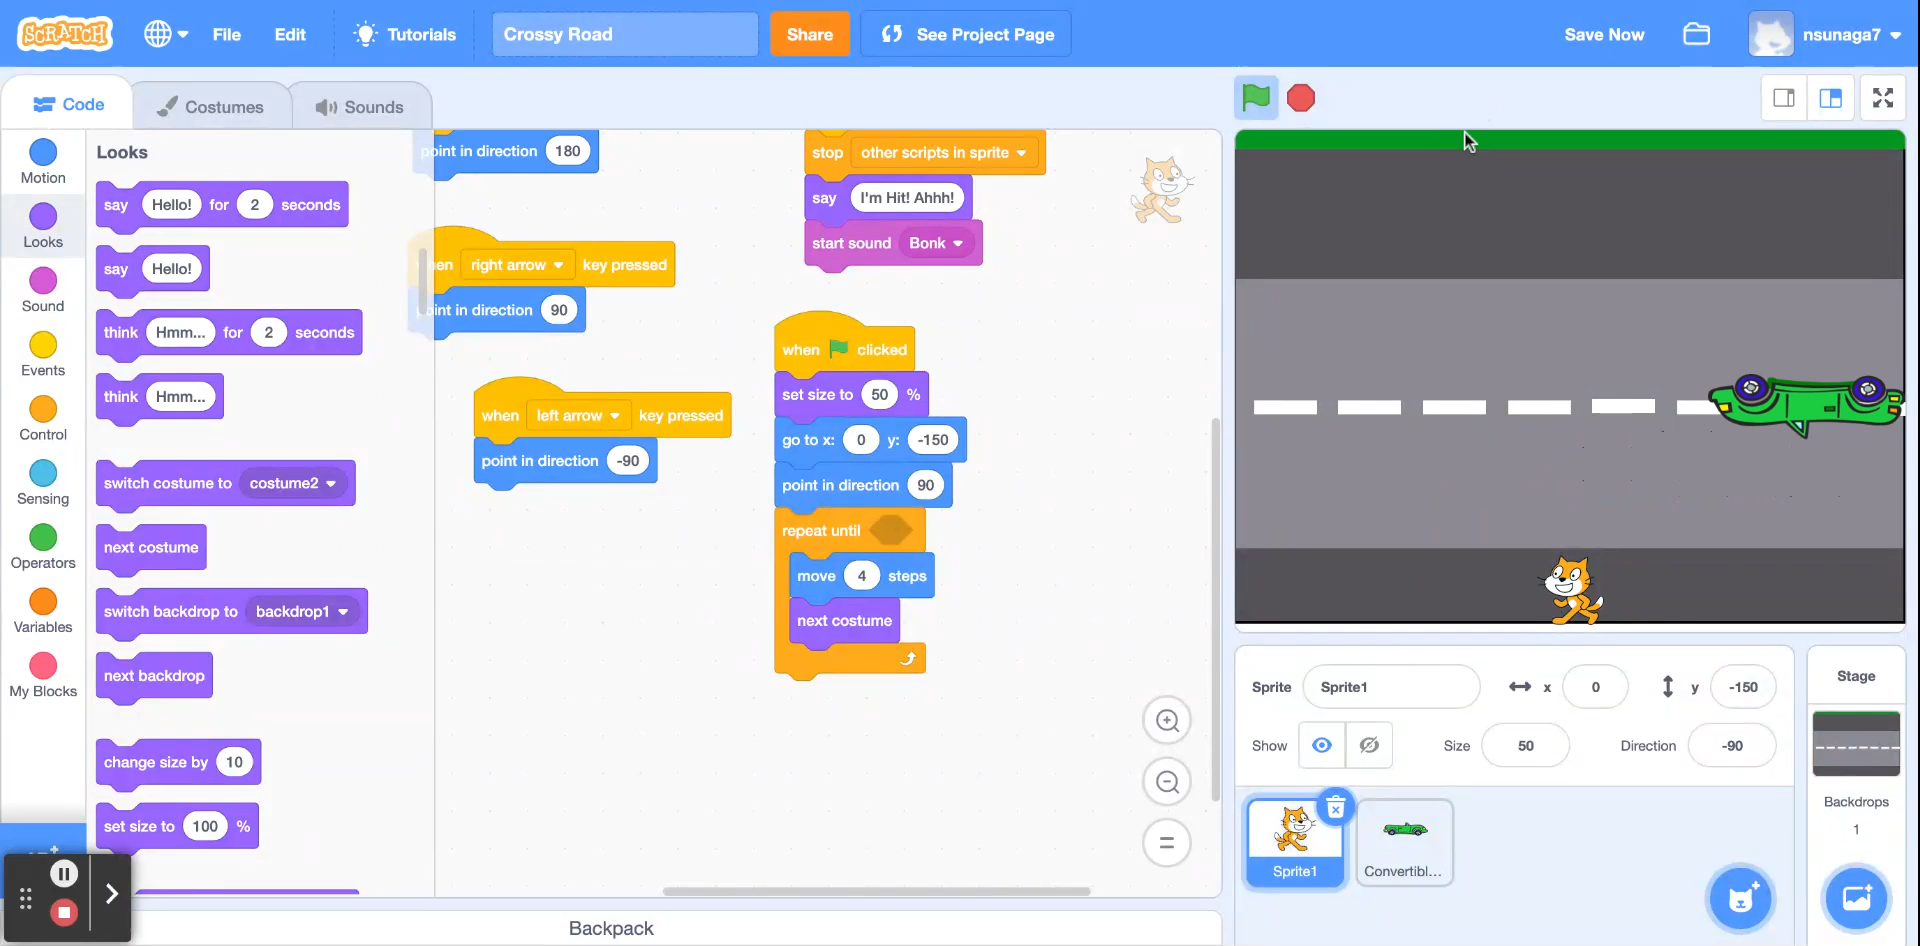 SCRATCH File Edit Tutorials Crossy Road Share See Project Page Save Now nsunaga7
Code Costumes Sounds
Motion
Looks
Sound
Events
Control
Sensing
Operators
Variables
My Blocks
Looks
say Hello! for 2 seconds
say Hello!
think Hmm... for 2 seconds
think Hmm...
switch costume to costume2
next costume
switch backdrop to backdrop1
next backdrop
change size by 10
set size to 100 %
point in direction 180
when right arrow key pressed
point in direction 90
when left arrow key pressed
point in direction -90
stop other scripts in sprite
say I'm Hit! Ahhh!
start sound Bonk
when clicked
set size to 50 %
go to x: 0 y: -150
point in direction 90
repeat until
move 4 steps
next costume
Backpack
Sprite Sprite1 x 0 y -150
Show Size 50 Direction -90
Sprite1
Convertibl...
Stage
Backdrops
1